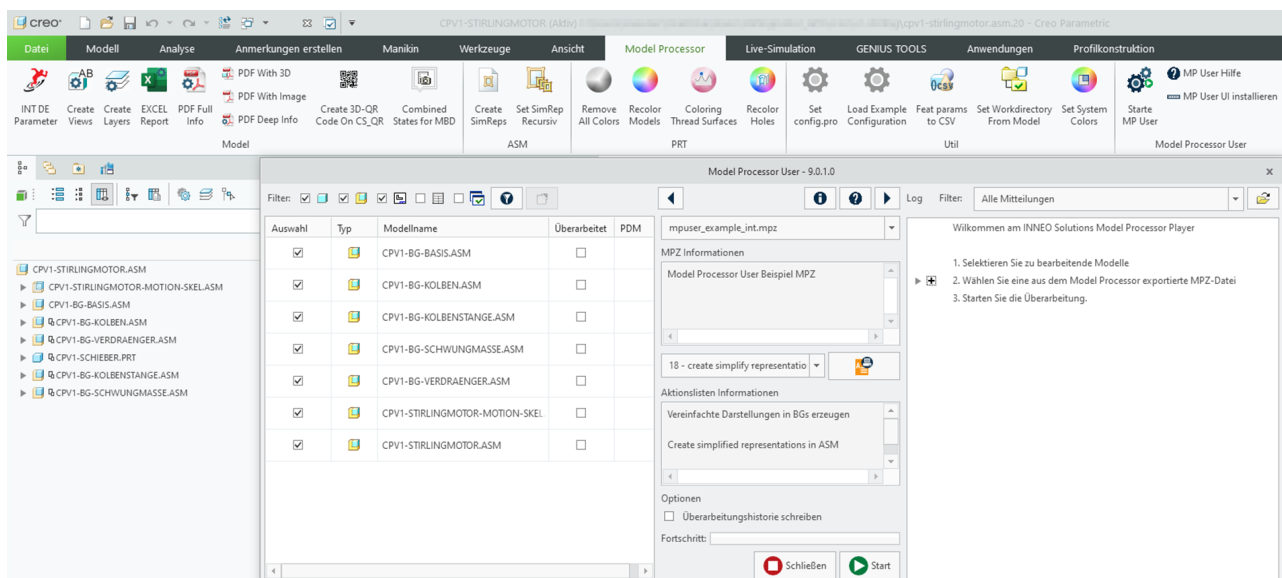 creo·
CPV1-STIRLINGMOTOR (Aktiv)
\cpv1-stirlingmotor.asm.20 - Creo Parametric
Datei Modell Analyse Anmerkungen erstellen Manikin Werkzeuge Ansicht Model Processor Live-Simulation GENIUS TOOLS Anwendungen Profilkonstruktion
INT DE Parameter
Create Views
Create Layers
EXCEL Report
PDF Full Info
PDF With 3D
PDF With Image
PDF Deep Info
Create 3D-QR Code On CS_QR
Combined States for MBD
Create SimReps
Set SimRep Recursiv
Remove All Colors
Recolor Models
Coloring Thread Surfaces
Recolor Holes
Set config.pro
Load Example Configuration
Feat params to CSV
Set Workdirectory From Model
Set System Colors
Starte MP User
MP User Hilfe
MP User UI installieren
Model ASM PRT Util Model Processor User
CPV1-STIRLINGMOTOR.ASM
CPV1-STIRLINGMOTOR-MOTION-SKEL.ASM
CPV1-BG-BASIS.ASM
CPV1-BG-KOLBEN.ASM
CPV1-BG-VERDRAENGER.ASM
CPV1-SCHIEBER.PRT
CPV1-BG-KOLBENSTANGE.ASM
CPV1-BG-SCHWUNGMASSE.ASM
Model Processor User - 9.0.1.0 x
Filter:
Auswahl Typ Modellname Überarbeitet PDM
CPV1-BG-BASIS.ASM
CPV1-BG-KOLBEN.ASM
CPV1-BG-KOLBENSTANGE.ASM
CPV1-BG-SCHWUNGMASSE.ASM
CPV1-BG-VERDRAENGER.ASM
CPV1-STIRLINGMOTOR-MOTION-SKEL
CPV1-STIRLINGMOTOR.ASM
mpuser_example_int.mpz
MPZ Informationen
Model Processor User Beispiel MPZ
18 - create simplify representatio
Aktionslisten Informationen
Vereinfachte Darstellungen in BGs erzeugen
Create simplified representations in ASM
Optionen
Überarbeitungshistorie schreiben
Fortschritt:
Schließen Start
Log Filter: Alle Mitteilungen
Wilkommen am INNEO Solutions Model Processor Player
1. Selektieren Sie zu bearbeitende Modelle
2. Wählen Sie eine aus dem Model Processor exportierte MPZ-Datei
3. Starten Sie die Überarbeitung.